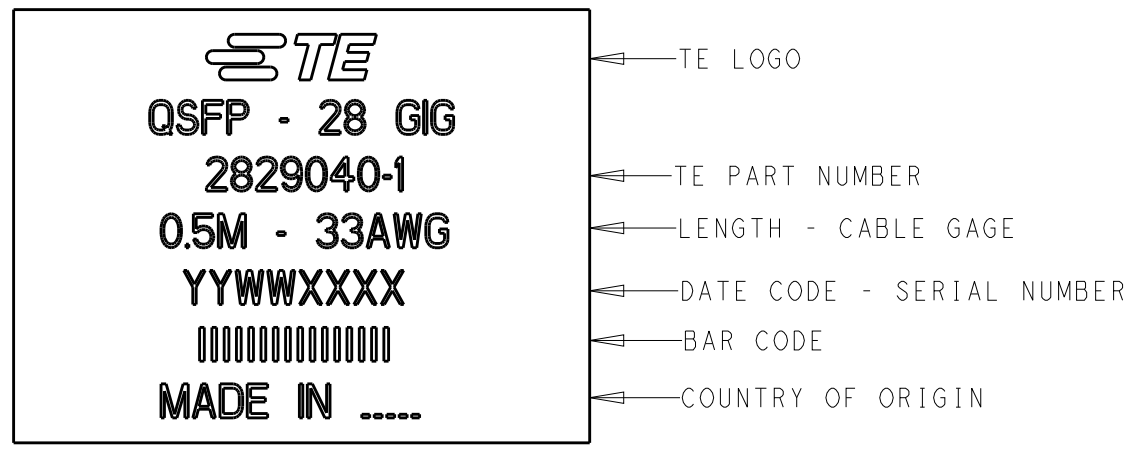 TE TE LOGO
QSFP - 28 GIG
2829040-1 TE PART NUMBER
0.5M - 33AWG LENGTH - CABLE GAGE
YYWWXXXX DATE CODE - SERIAL NUMBER
BAR CODE
MADE IN _____ COUNTRY OF ORIGIN